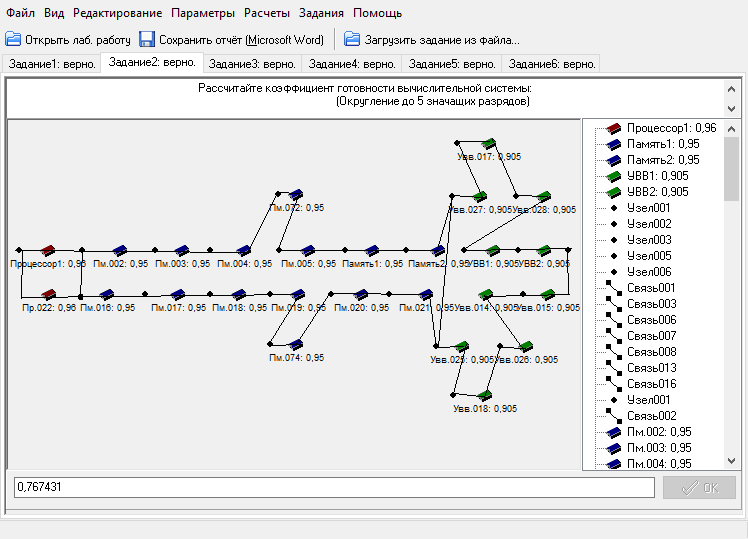 Файл Вид Редактирование Параметры Расчеты Задания Помощь
Открыть лаб. работу Сохранить отчёт (Microsoft Word) Загрузить задание из файла...
Задание1: верно. Задание2: верно. Задание3: верно. Задание4: верно. Задание5: верно. Задание6: верно.
Рассчитайте коэффициент готовности вычислительной системы:
(Округление до 5 значащих разрядов)
Увв.017: 0,905
Пм.072: 0,95 Увв.027: 0,905 Увв.028: 0,905
Процессор1: 0,96 Пм.002: 0,95 Пм.003: 0,95 Пм.004: 0,95 Пм.005: 0,95 Память1: 0,95 Память2: 0,95 УВВ1: 0,905 УВВ2: 0,905
Пр.022: 0,96 Пм.016: 0,95 Пм.017: 0,95 Пм.018: 0,95 Пм.019: 0,95 Пм.020: 0,95 Пм.021: 0,95 Увв.014: 0,905 Увв.015: 0,905
Пм.074: 0,95 Увв.025: 0,905 Увв.026: 0,905
Увв.018: 0,905
Процессор1: 0,96
Память1: 0,95
Память2: 0,95
УВВ1: 0,905
УВВ2: 0,905
Узел001
Узел002
Узел003
Узел005
Узел006
Связь001
Связь003
Связь006
Связь007
Связь008
Связь013
Связь016
Узел001
Связь002
Пм.002: 0,95
Пм.003: 0,95
Пм.004: 0,95
0,767431
OK